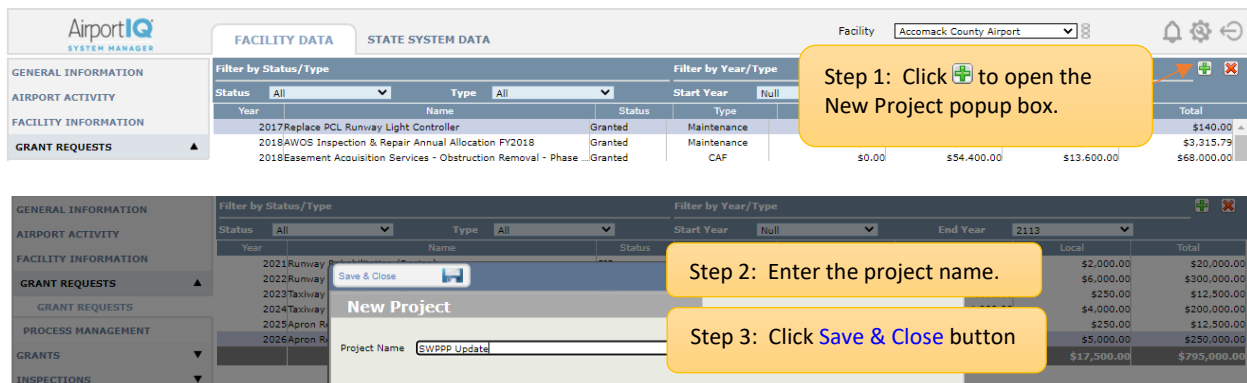 AirportIQ
SYSTEM MANAGER
FACILITY DATA
STATE SYSTEM DATA
Facility Accomack County Airport
GENERAL INFORMATION
AIRPORT ACTIVITY
FACILITY INFORMATION
GRANT REQUESTS
Filter by Status/Type
Filter by Year/Type
Status All Type All Start Year Null
Year Name Status Type Total
2017 Replace PCL Runway Light Controller Granted Maintenance $140.00
2018 AWOS Inspection & Repair Annual Allocation FY2018 Granted Maintenance $3,315.79
2018 Easement Acquisition Services - Obstruction Removal - Phase ... Granted CAF $0.00 $54,400.00 $13,600.00 $68,000.00
Step 1: Click to open the
New Project popup box.
GENERAL INFORMATION
AIRPORT ACTIVITY
FACILITY INFORMATION
GRANT REQUESTS
GRANT REQUESTS
PROCESS MANAGEMENT
GRANTS
INSPECTIONS
Filter by Status/Type
Filter by Year/Type
Status All Type All Start Year Null End Year 2113
Year Name Status Local Total
2021 Runway $2,000.00 $20,000.00
2022 Runway $6,000.00 $300,000.00
2023 Taxiway $250.00 $12,500.00
2024 Taxiway $4,000.00 $200,000.00
2025 Apron Re $250.00 $12,500.00
2026 Apron Re $5,000.00 $250,000.00
$17,500.00 $795,000.00
Save & Close
New Project
Project Name SWPPP Update
Step 2: Enter the project name.
Step 3: Click Save & Close button